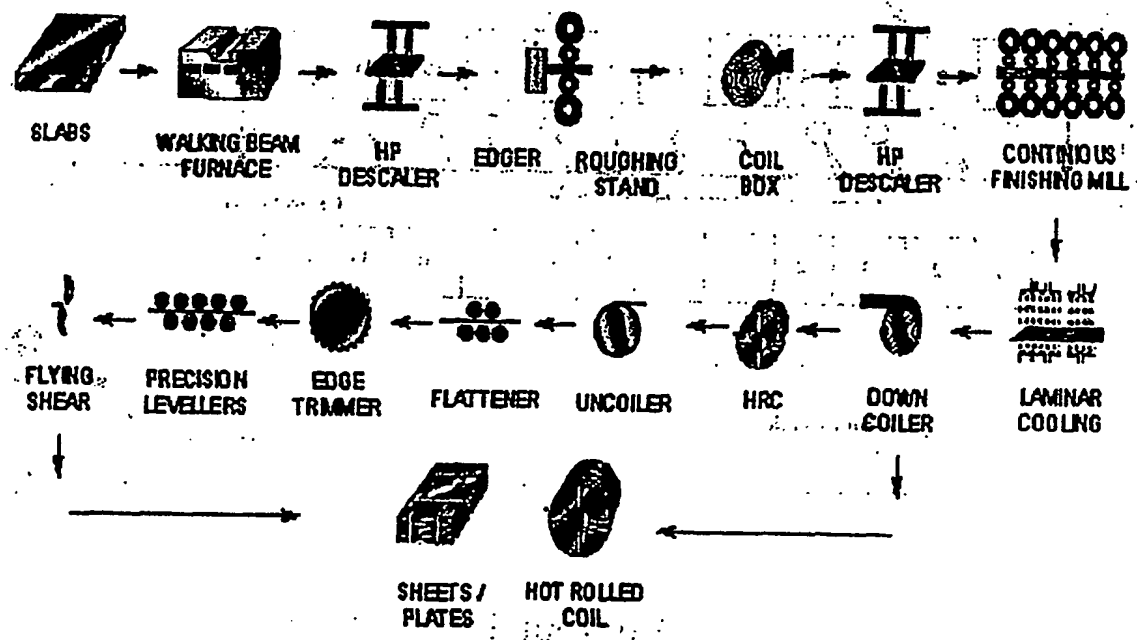 SLABS
WALKING BEAM
FURNACE
HP
DESCALER
EDGER
ROUGHING
STAND
COIL
BOX
HP
DESCALER
CONTINIOUS
FINISHING MILL
FLYING
SHEAR
PRECISION
LEVELLERS
EDGE
TRIMMER
FLATTENER
UNCOILER
HRC
DOWN
COILER
LAMINAR
COOLING
SHEETS /
PLATES
HOT ROLLED
COIL